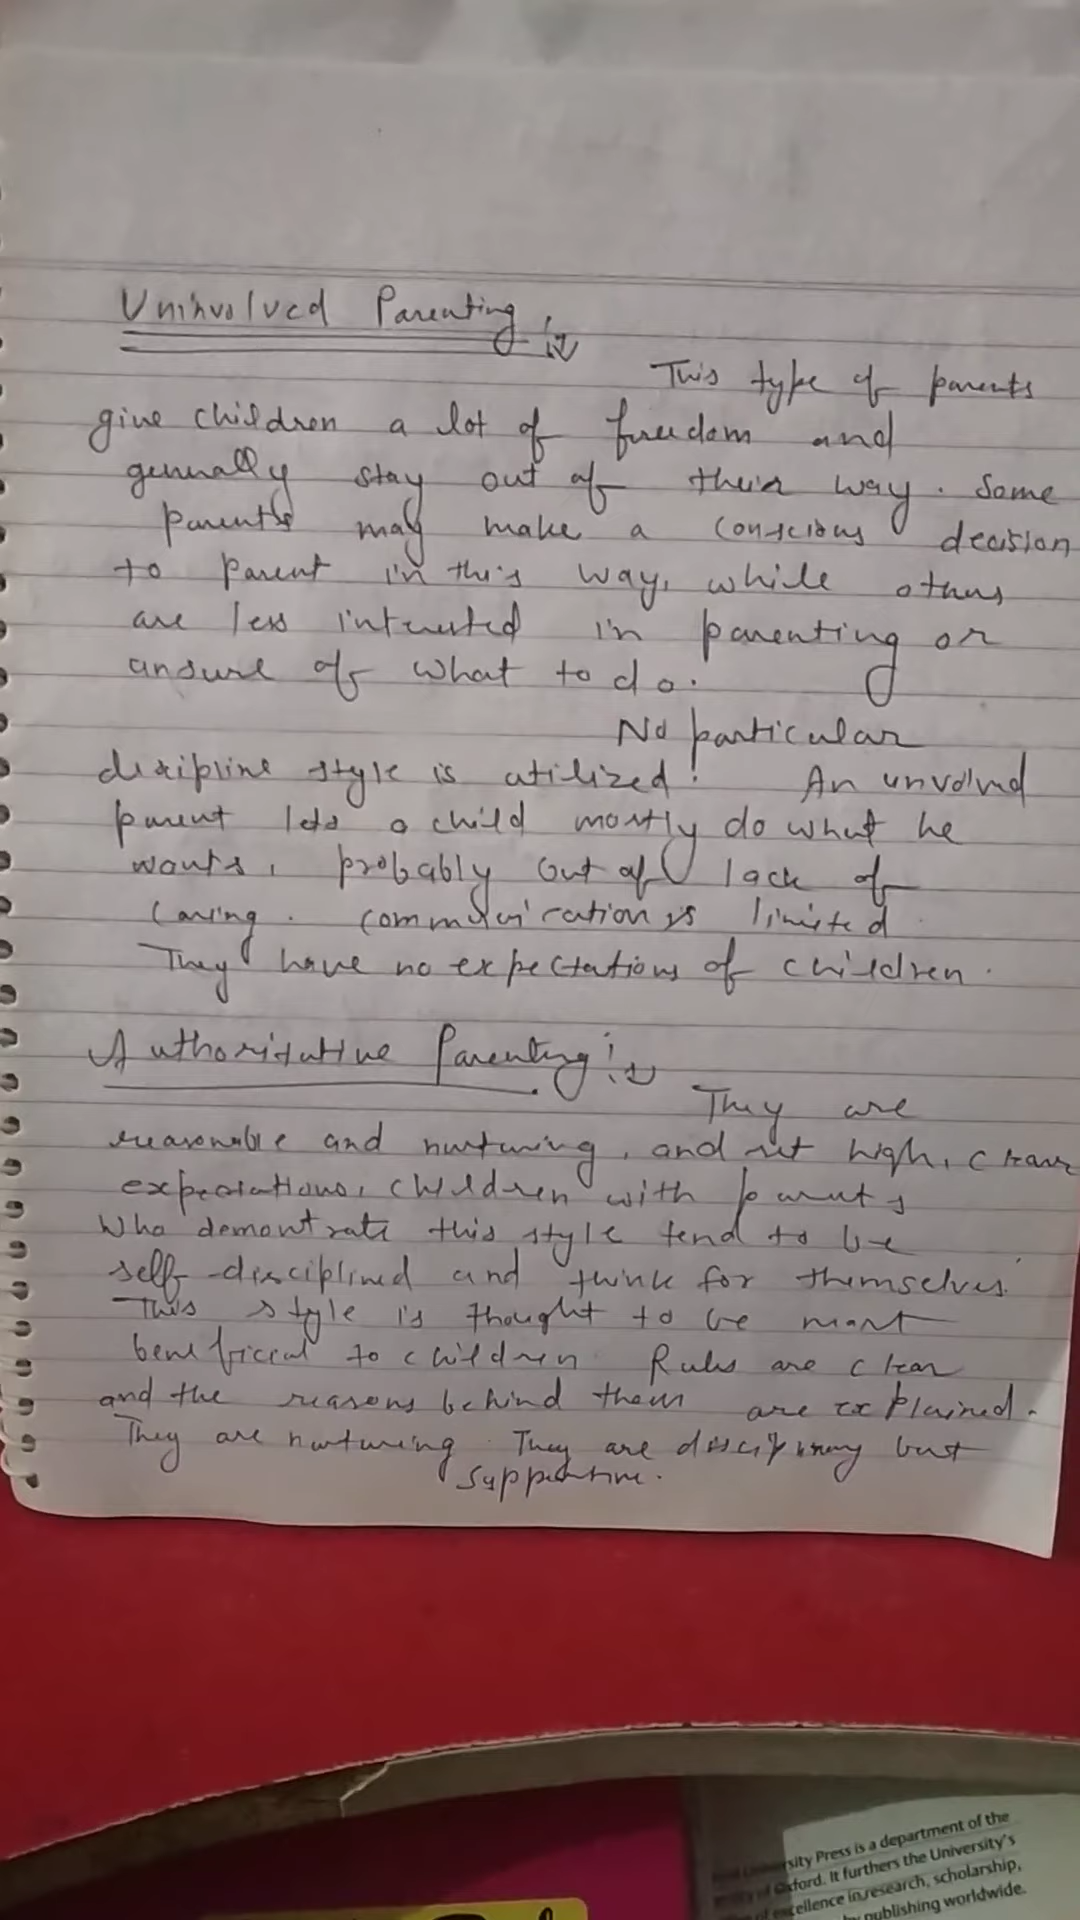 Uninvolved Parenting :-
This type of parents
give children a lot of freedom and
generally stay out of their way. Some
parents may make a conscious decision
to parent in this way, while others
are less interested in parenting or
unsure of what to do.
No particular
discipline style is utilized. An unvolved
parent lets a child mostly do what he
wants, probably out of lack of
caring. communication is limited.
They have no expectations of children.
Authoritative Parenting :-
They are
reasonable and nurturing, and set high, clear
expectations, children with parents
who demontrate this style tend to be
self-disciplined and think for themselves.
This style is thought to be most
beneficial to children. Rules are clear
and the reasons behind them are explained.
They are nurturing. They are but
supportive.
University Press is a department of the
Oxford. It furthers the University's
of excellence in research, scholarship,
publishing worldwide.